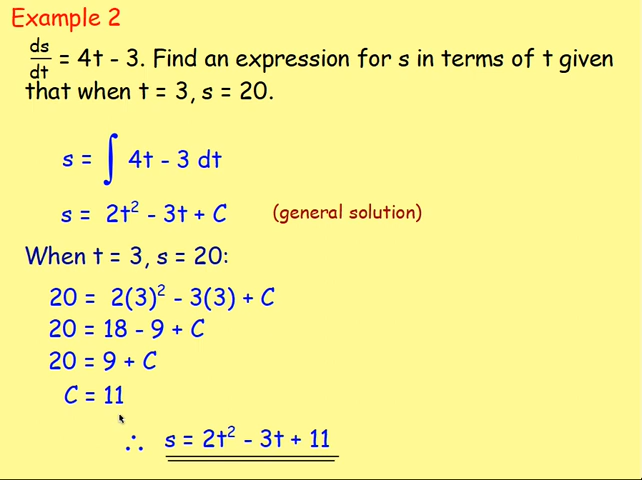 Example 2
ds/dt = 4t - 3. Find an expression for s in terms of t given
that when t = 3, s = 20.
s = ∫ 4t - 3 dt
s = 2t² - 3t + C (general solution)
When t = 3, s = 20:
20 = 2(3)² - 3(3) + C
20 = 18 - 9 + C
20 = 9 + C
C = 11
∴ s = 2t² - 3t + 11